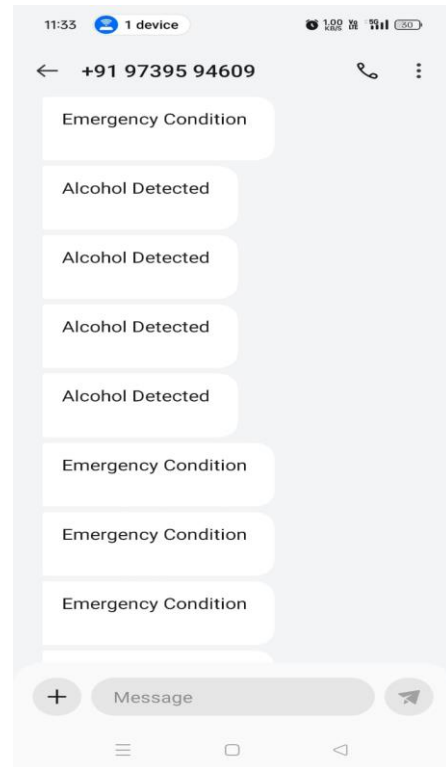 11:33 1 device 1.00 KB/S 5G 30
+91 97395 94609
Emergency Condition
Alcohol Detected
Alcohol Detected
Alcohol Detected
Alcohol Detected
Emergency Condition
Emergency Condition
Emergency Condition
Message